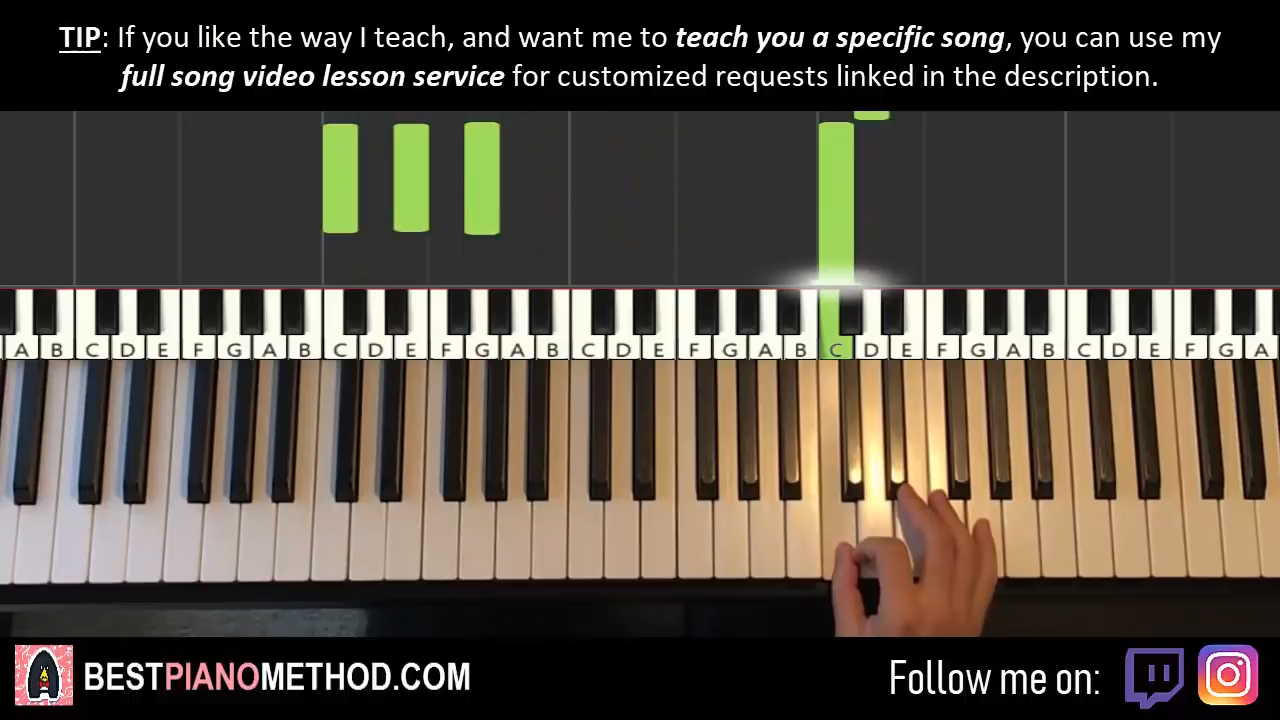 TIP: If you like the way I teach, and want me to teach you a specific song, you can use my
full song video lesson service for customized requests linked in the description.
A B C D E F G A B C D E F G A B C D E F G A B C D E F G A B C D E F G A
BESTPIANOMETHOD.COM
Follow me on: